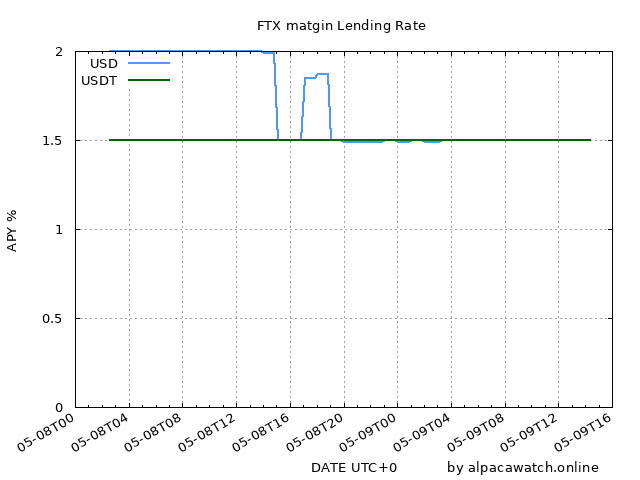 FTX matgin Lending Rate
USD
USDT
APY %
2
1.5
1
0.5
0
05-08T00
05-08T04
05-08T08
05-08T12
05-08T16
05-08T20
05-09T00
05-09T04
05-09T08
05-09T12
05-09T16
DATE UTC+0
by alpacawatch.online